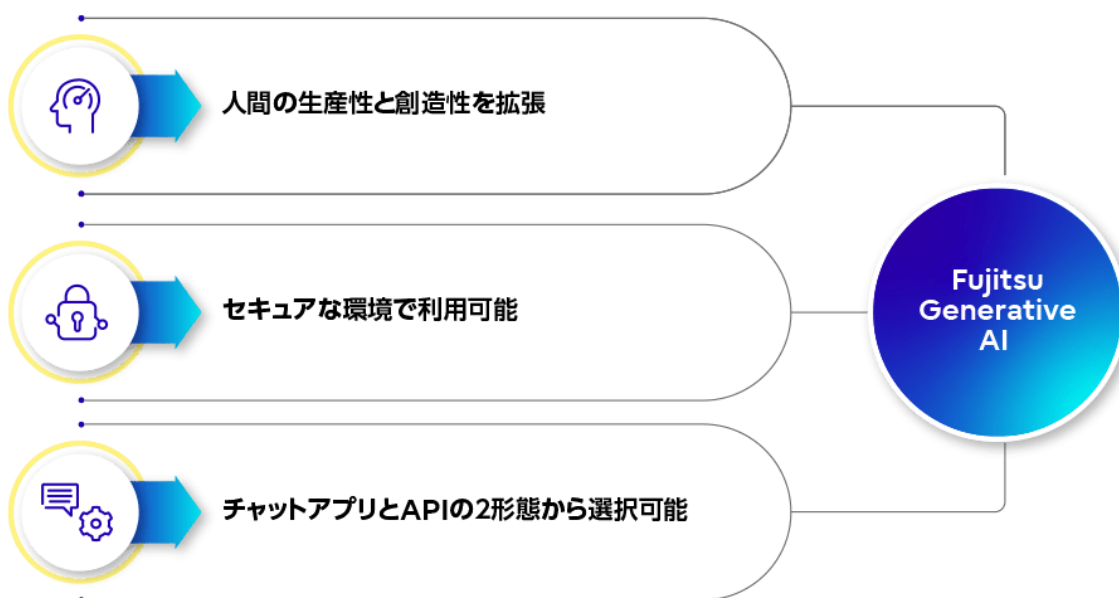 人間の生産性と創造性を拡張
セキュアな環境で利用可能
チャットアプリとAPIの2形態から選択可能
Fujitsu
Generative
AI